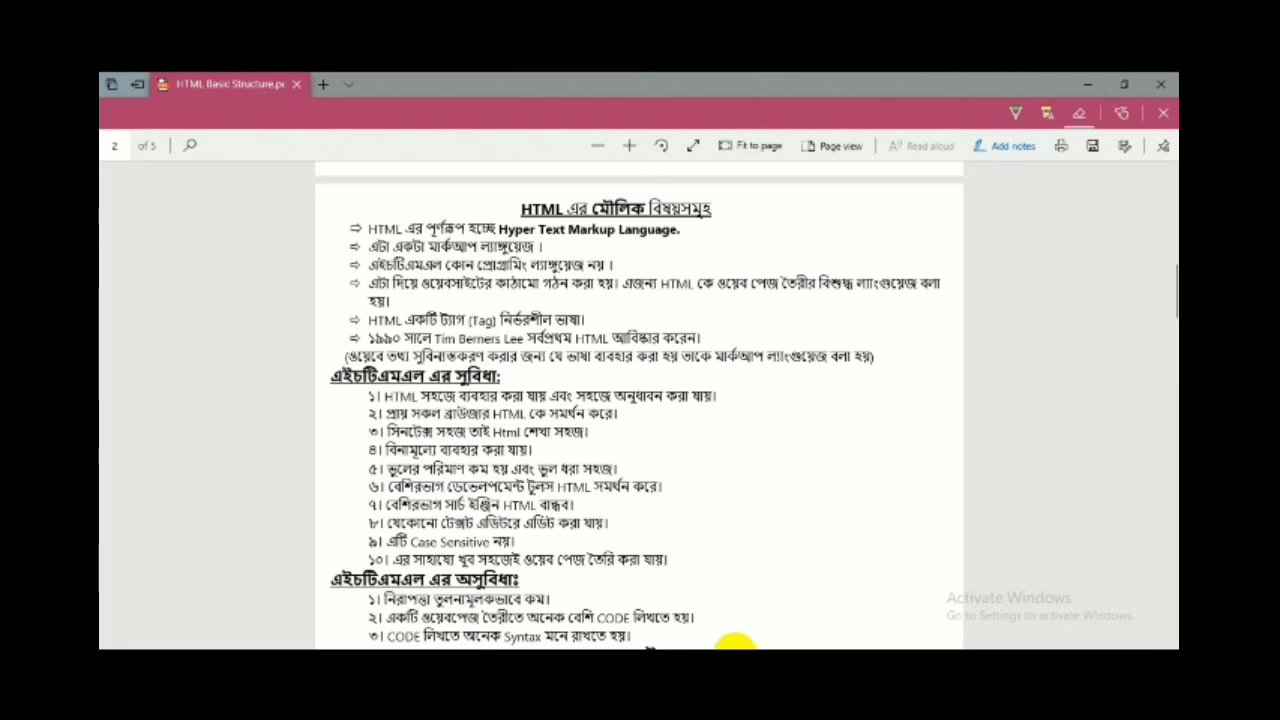 HTML Basic Structure.pc
2 of 5 Fit to page Page view Read aloud Add notes
HTML এর মৌলিক বিষয়সমূহ
⇨ HTML এর পূর্ণরূপ হচ্ছে Hyper Text Markup Language.
⇨ এটা একটা মার্কআপ ল্যাঙ্গুয়েজ ।
⇨ এইচটিএমএল কোন প্রোগ্রামিং ল্যাঙ্গুয়েজ নয় ।
⇨ এটা দিয়ে ওয়েবসাইটের কাঠামো গঠন করা হয়। এজন্য HTML কে ওয়েব পেজ তৈরীর বিশুদ্ধ ল্যাংগুয়েজ বলা
হয়।
⇨ HTML একটি ট্যাগ (Tag) নির্ভরশীল ভাষা।
⇨ ১৯৯০ সালে Tim Berners Lee সর্বপ্রথম HTML আবিষ্কার করেন।
(ওয়েবে তথ্য সুবিন্যস্তকরণ করার জন্য যে ভাষা ব্যবহার করা হয় তাকে মার্কআপ ল্যাংগুয়েজ বলা হয়)
এইচটিএমএল এর সুবিধা:
১। HTML সহজে ব্যবহার করা যায় এবং সহজে অনুধাবন করা যায়।
২। প্রায় সকল ব্রাউজার HTML কে সমর্থন করে।
৩। সিনটেক্স সহজ তাই Html শেখা সহজ।
৪। বিনামূল্যে ব্যবহার করা যায়।
৫। ভুলের পরিমাণ কম হয় এবং ভুল ধরা সহজ।
৬। বেশিরভাগ ডেভেলপমেন্ট টুলস HTML সমর্থন করে।
৭। বেশিরভাগ সার্চ ইঞ্জিন HTML বান্ধব।
৮। যেকোনো টেক্সট এডিটরে এডিট করা যায়।
৯। এটি Case Sensitive নয়।
১০। এর সাহায্যে খুব সহজেই ওয়েব পেজ তৈরি করা যায়।
এইচটিএমএল এর অসুবিধাঃ
১। নিরাপত্তা তুলনামূলকভাবে কম।
২। একটি ওয়েবপেজ তৈরীতে অনেক বেশি CODE লিখতে হয়।
৩। CODE লিখতে অনেক Syntax মনে রাখতে হয়।
Activate Windows
Go to Settings to activate Windows.